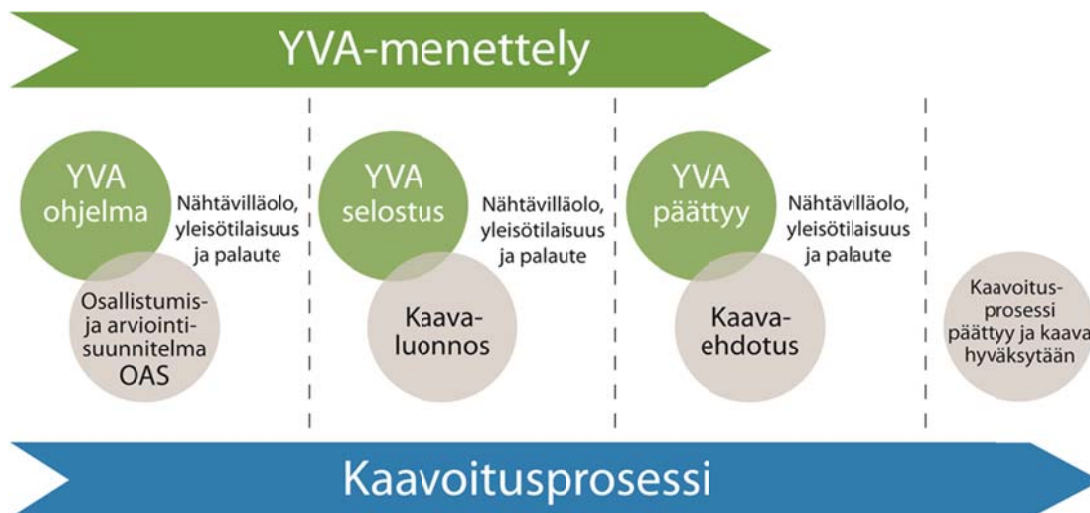 YVA-menettely
YVA
ohjelma
Nähtävilläolo,
yleisötilaisuus
ja palaute
Osallistumis-
ja arviointi-
suunnitelma
OAS
YVA
selostus
Nähtävilläolo,
yleisötilaisuus
ja palaute
Kaava-
luonnos
YVA
päättyy
Nähtävilläolo,
yleisötilaisuus
ja palaute
Kaava-
ehdotus
Kaavoitus-
prosessi
päättyy ja kaava
hyväksytään
Kaavoitusprosessi